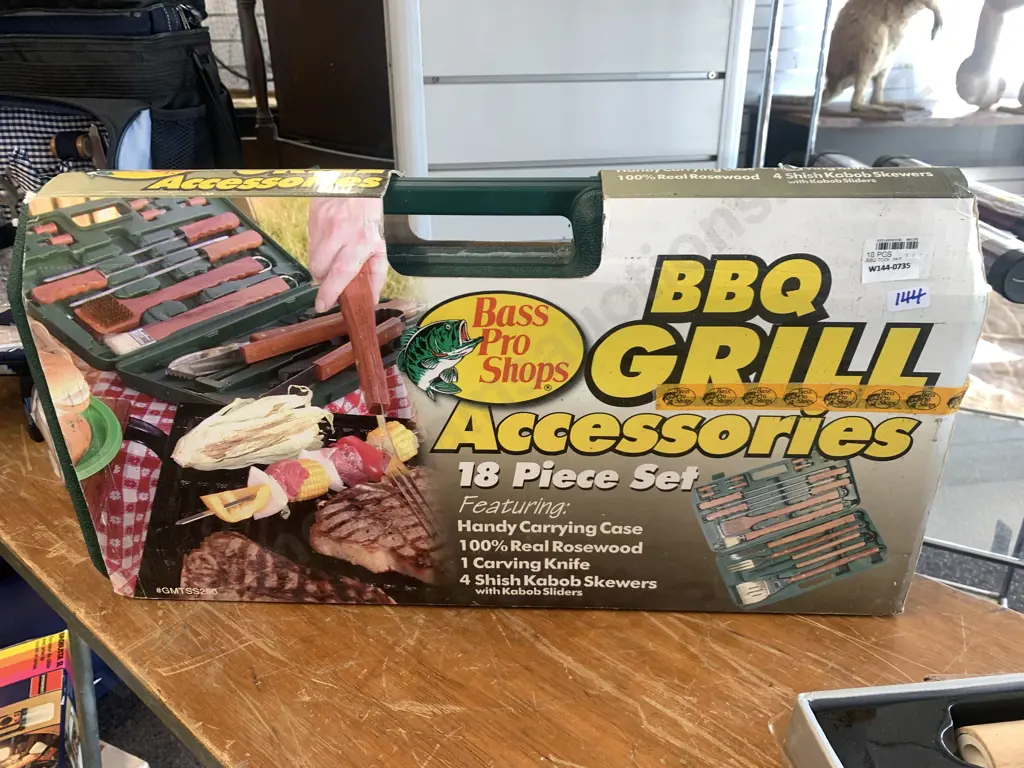 Accessories
Handy Carrying Case
100% Real Rosewood
4 Shish Kabob Skewers
with Kabob Sliders
18 PCS
W144-0735
144
Bass
Pro
Shops
BBQ
GRILL
Accessories
18 Piece Set
Featuring:
Handy Carrying Case
100% Real Rosewood
1 Carving Knife
4 Shish Kabob Skewers
with Kabob Sliders